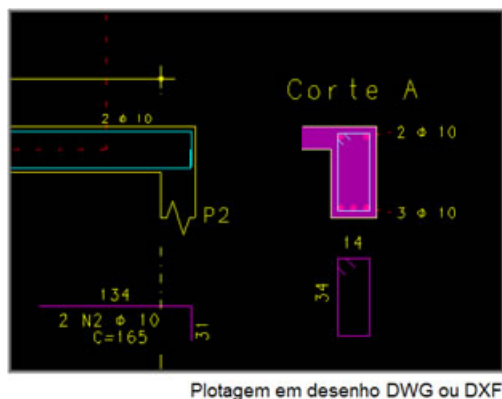 Corte A
2 ϕ 10
2 ϕ 10
P2
3 ϕ 10
14
34
134
2 N2 ϕ 10
C=165
31
Plotagem em desenho DWG ou DXF